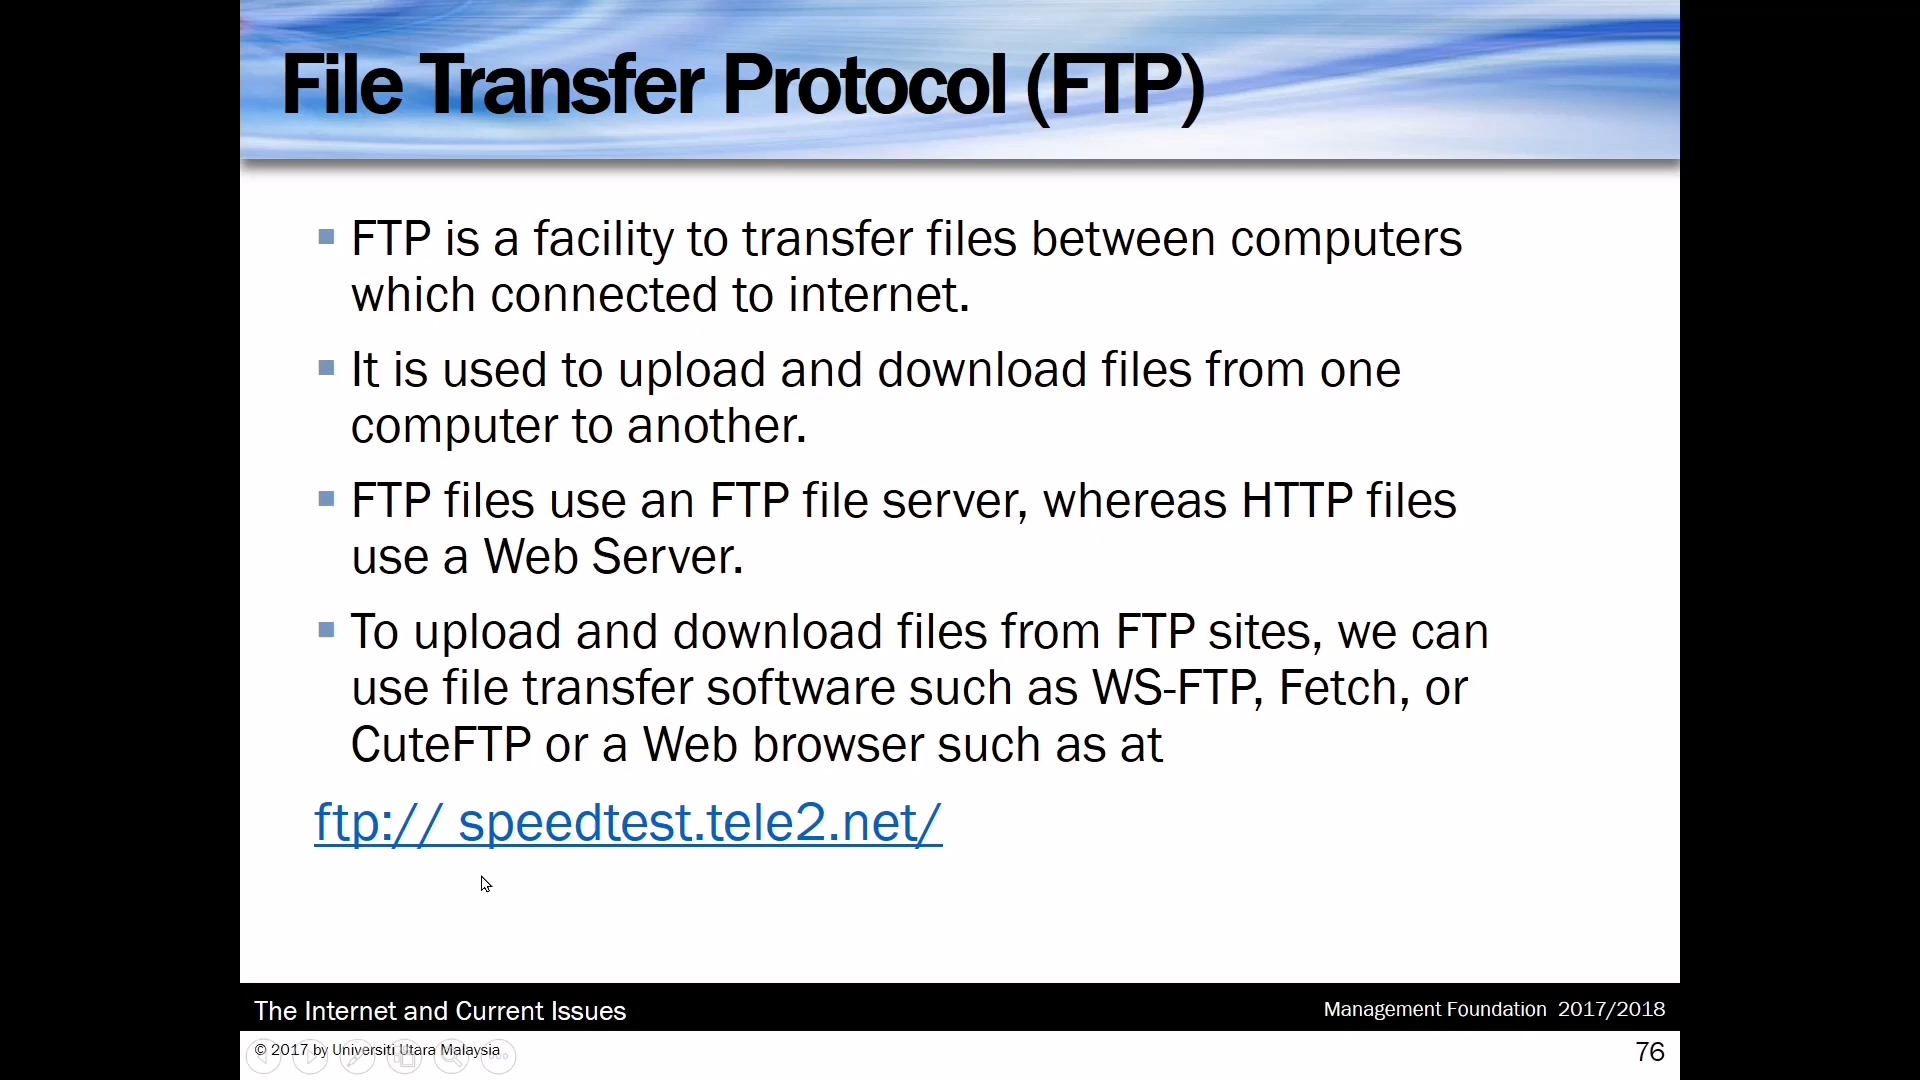 File Transfer Protocol (FTP)
FTP is a facility to transfer files between computers
which connected to internet.
It is used to upload and download files from one
computer to another.
FTP files use an FTP file server, whereas HTTP files
use a Web Server.
To upload and download files from FTP sites, we can
use file transfer software such as WS-FTP, Fetch, or
CuteFTP or a Web browser such as at
ftp:// speedtest.tele2.net/
The Internet and Current Issues
Management Foundation 2017/2018
© 2017 by Universiti Utara Malaysia
76